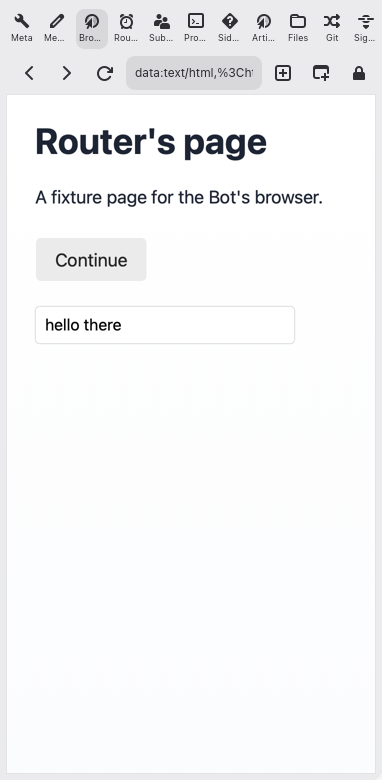 Meta Me... Bro... Rou... Sub... Pro... Sid... Arti... Files Git Sig...
data:text/html,%3Ch
Router's page
A fixture page for the Bot's browser.
Continue
hello there